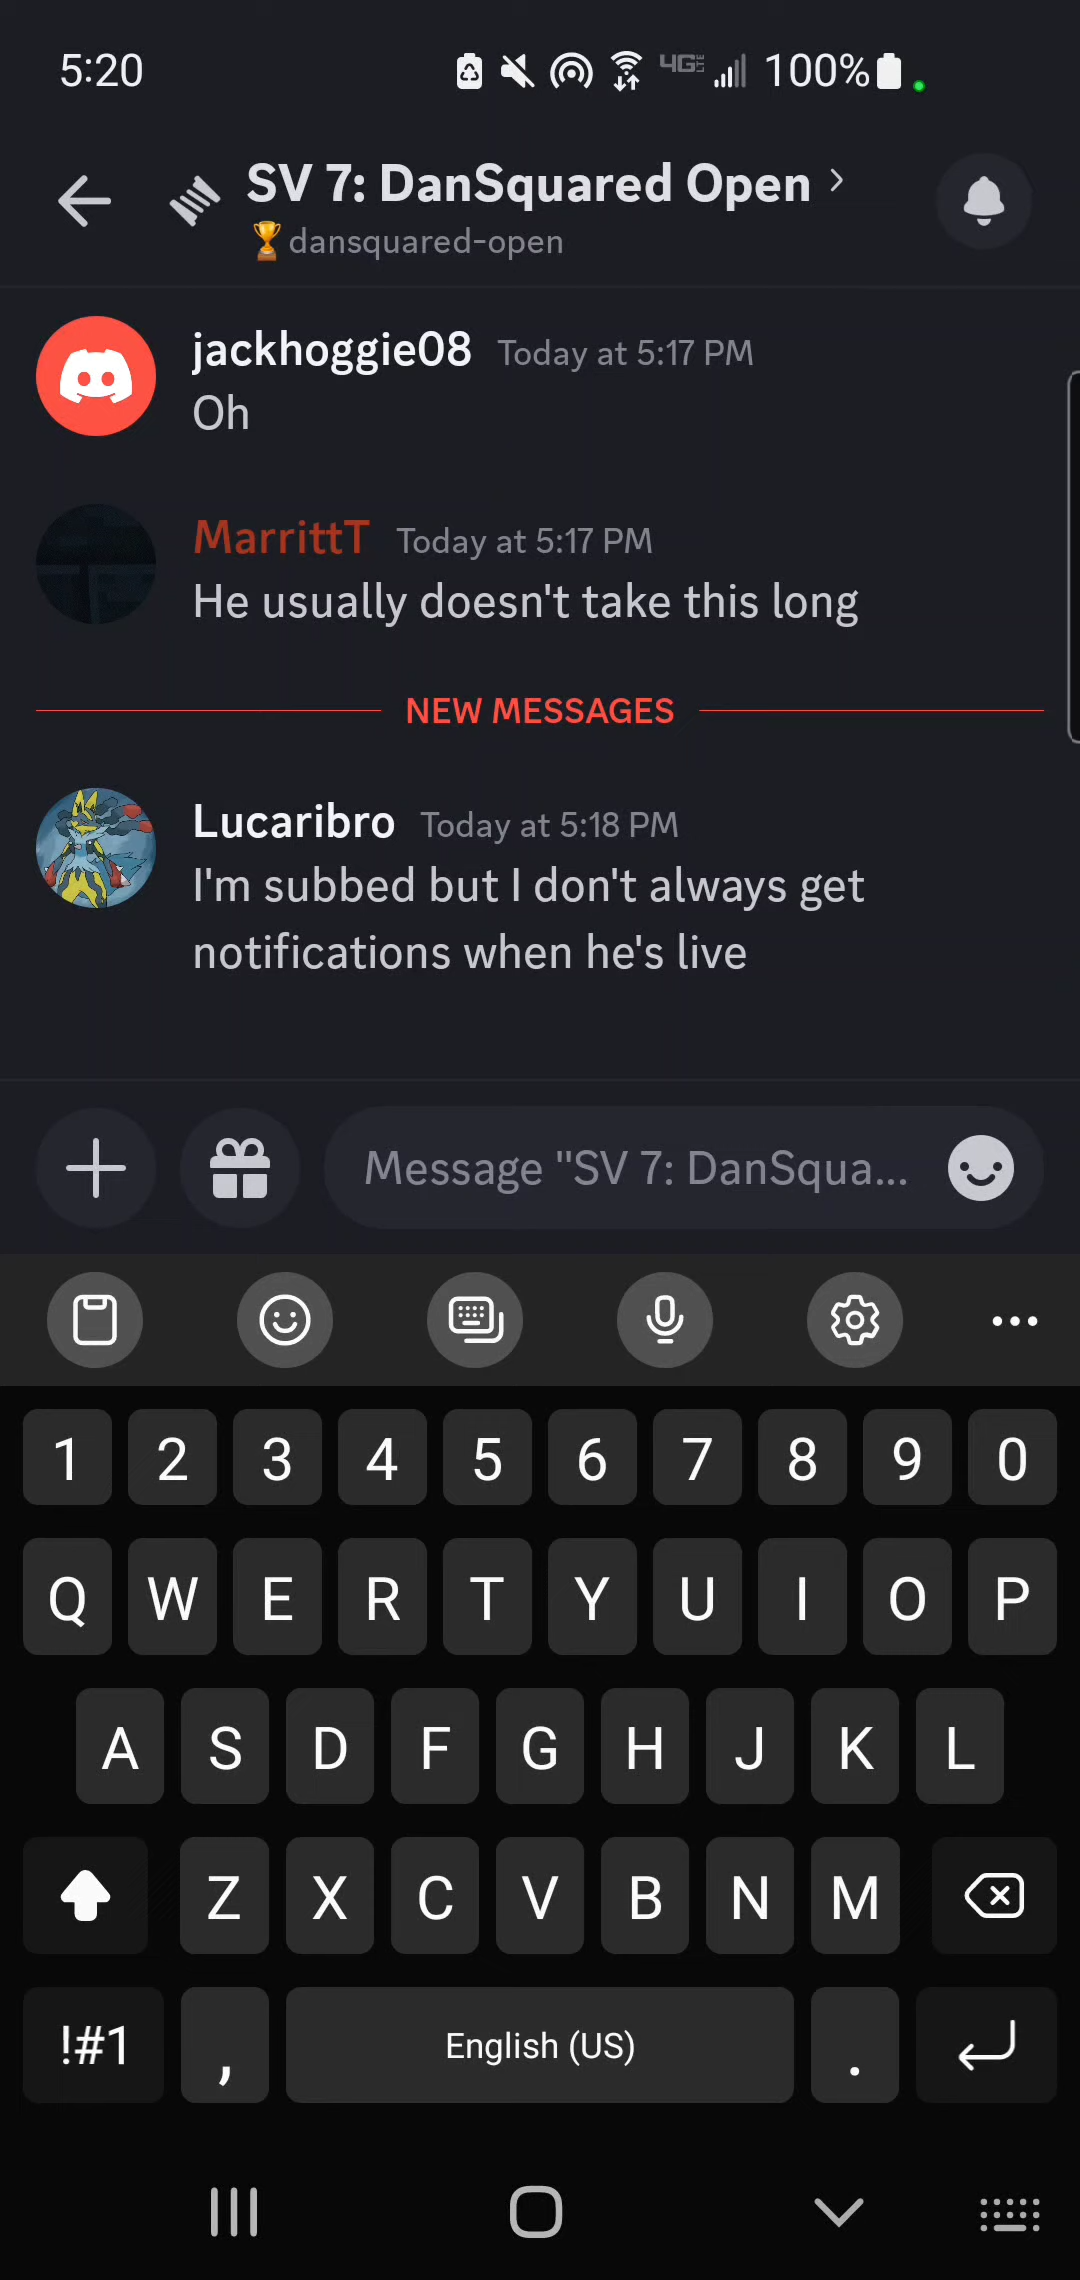 5:20 4G LTE 100%
SV 7: DanSquared Open
dansquared-open
jackhoggie08 Today at 5:17 PM
Oh
MarrittT Today at 5:17 PM
He usually doesn't take this long
NEW MESSAGES
Lucaribro Today at 5:18 PM
I'm subbed but I don't always get
notifications when he's live
Message "SV 7: DanSqua...
1 2 3 4 5 6 7 8 9 0
Q W E R T Y U I O P
A S D F G H J K L
Z X C V B N M
!#1 , English (US) .